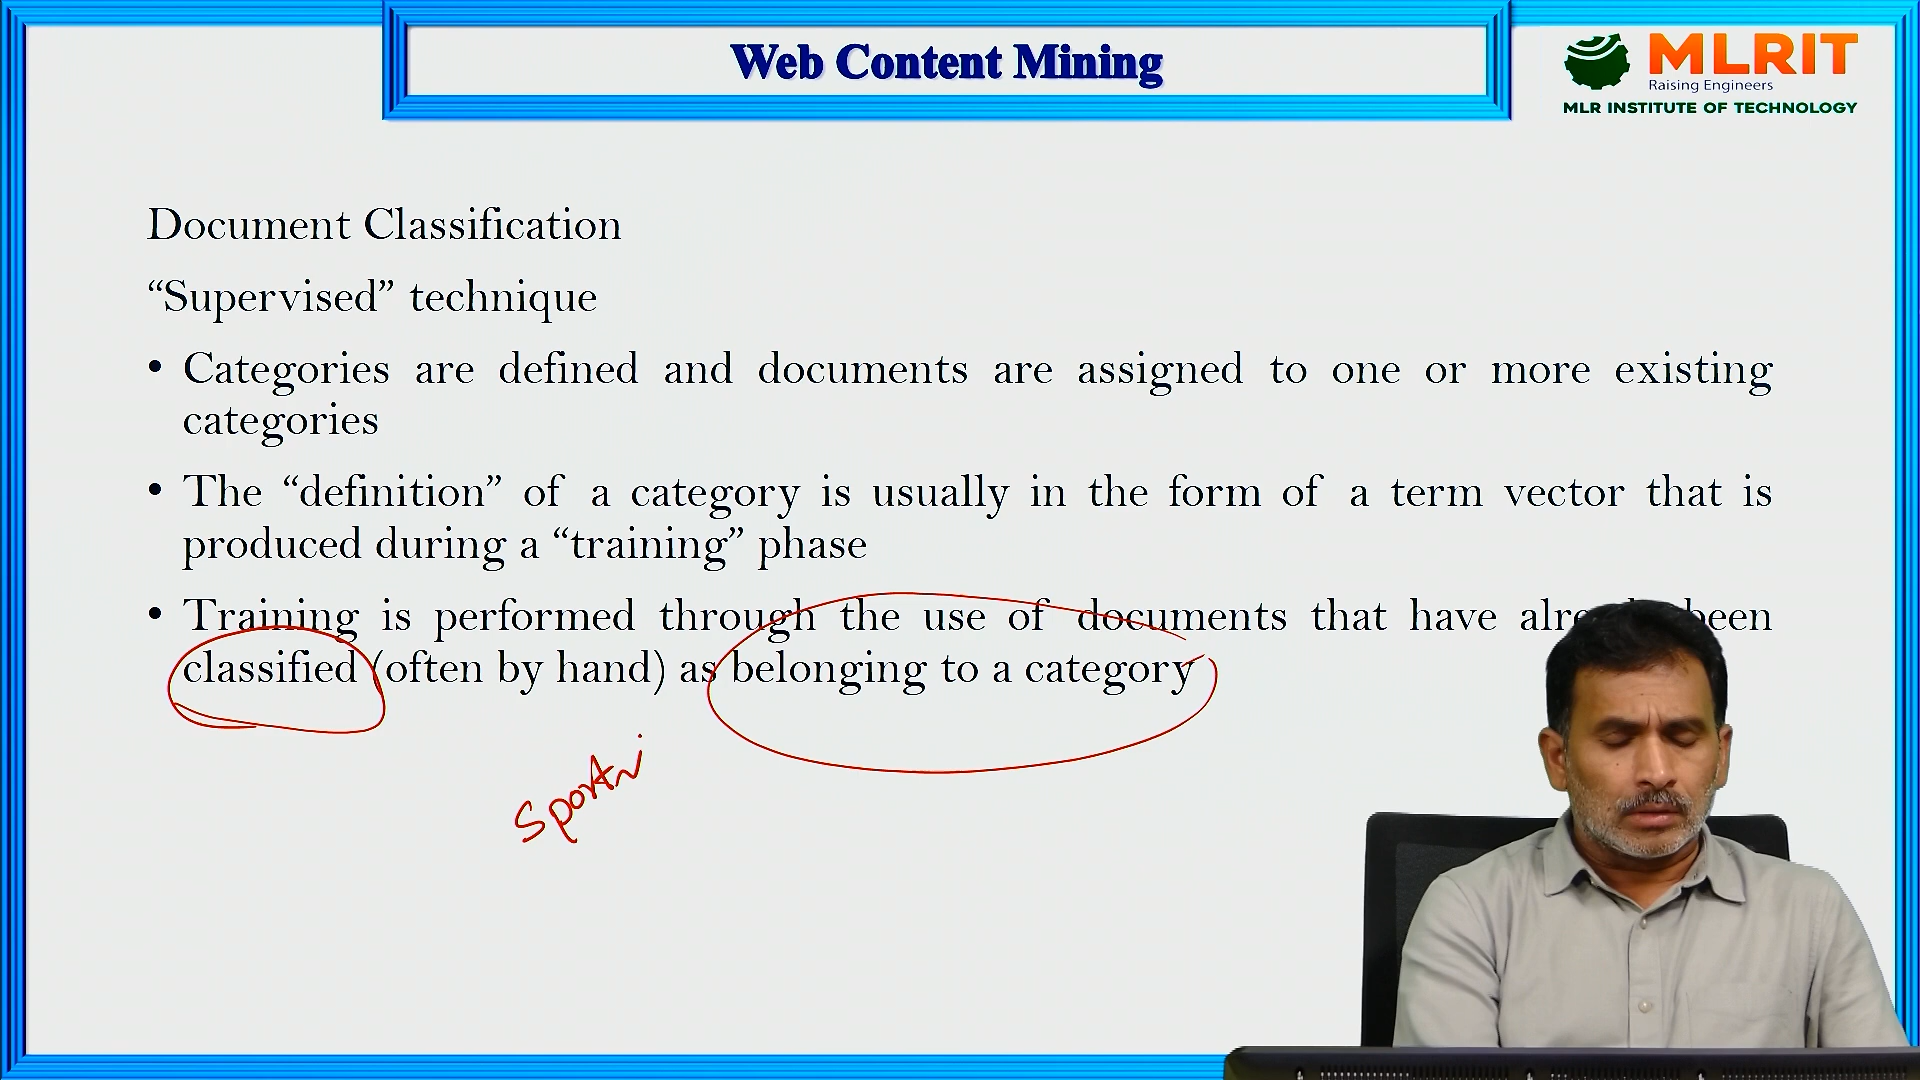 Web Content Mining
MLRIT
Raising Engineers
MLR INSTITUTE OF TECHNOLOGY
Document Classification
“Supervised” technique
• Categories are defined and documents are assigned to one or more existing
categories
• The “definition” of a category is usually in the form of a term vector that is
produced during a “training” phase
• Training is performed through the use of documents that have already been
classified (often by hand) as belonging to a category
Sports